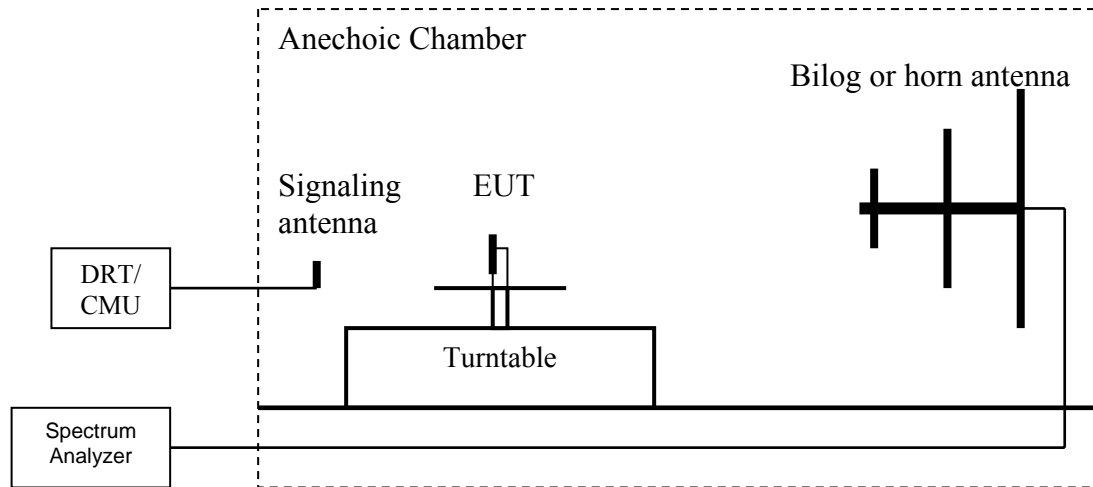 Anechoic Chamber
Bilog or horn antenna
Signaling
antenna
EUT
DRT/
CMU
Turntable
Spectrum
Analyzer